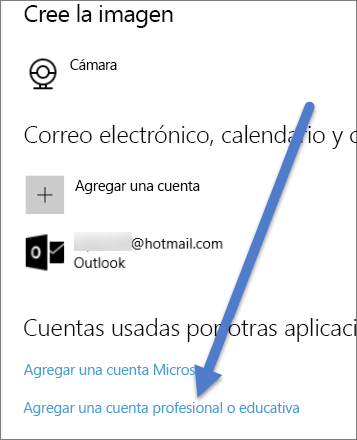 Cree la imagen
Cámara
Correo electrónico, calendario y
Agregar una cuenta
@hotmail.com
Outlook
Cuentas usadas por otras aplicaci
Agregar una cuenta Micros
Agregar una cuenta profesional o educativa